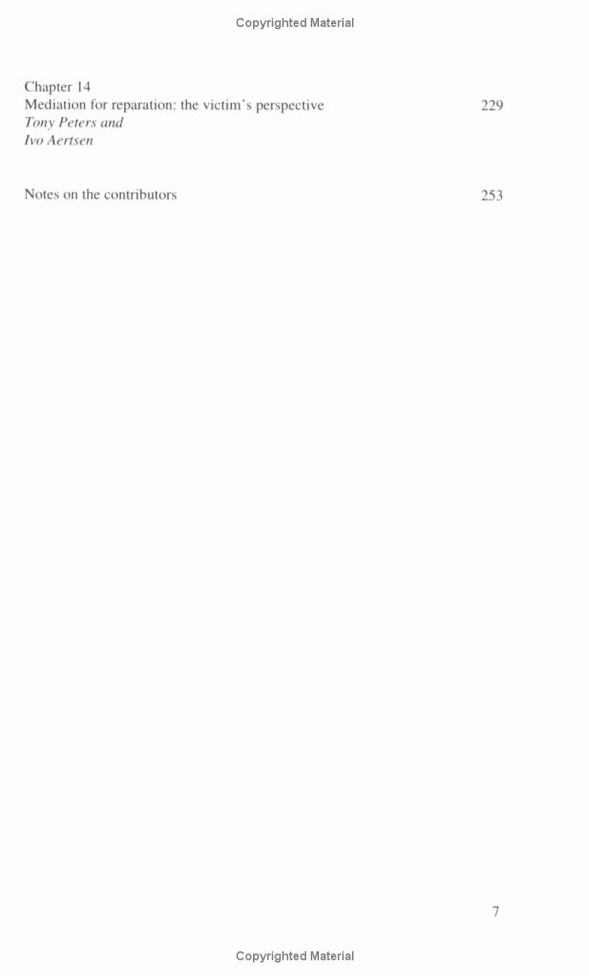 Copyrighted Material
Chapter 14
Mediation for reparation: the victim's perspective 229
Tony Peters and
Ivo Aertsen
Notes on the contributors 253
7
Copyrighted Material